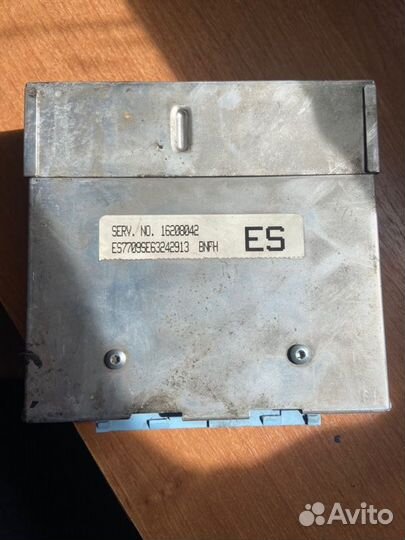 SERV. NO. 16208042
ES7709SE63242913 BNFH ES
Avito